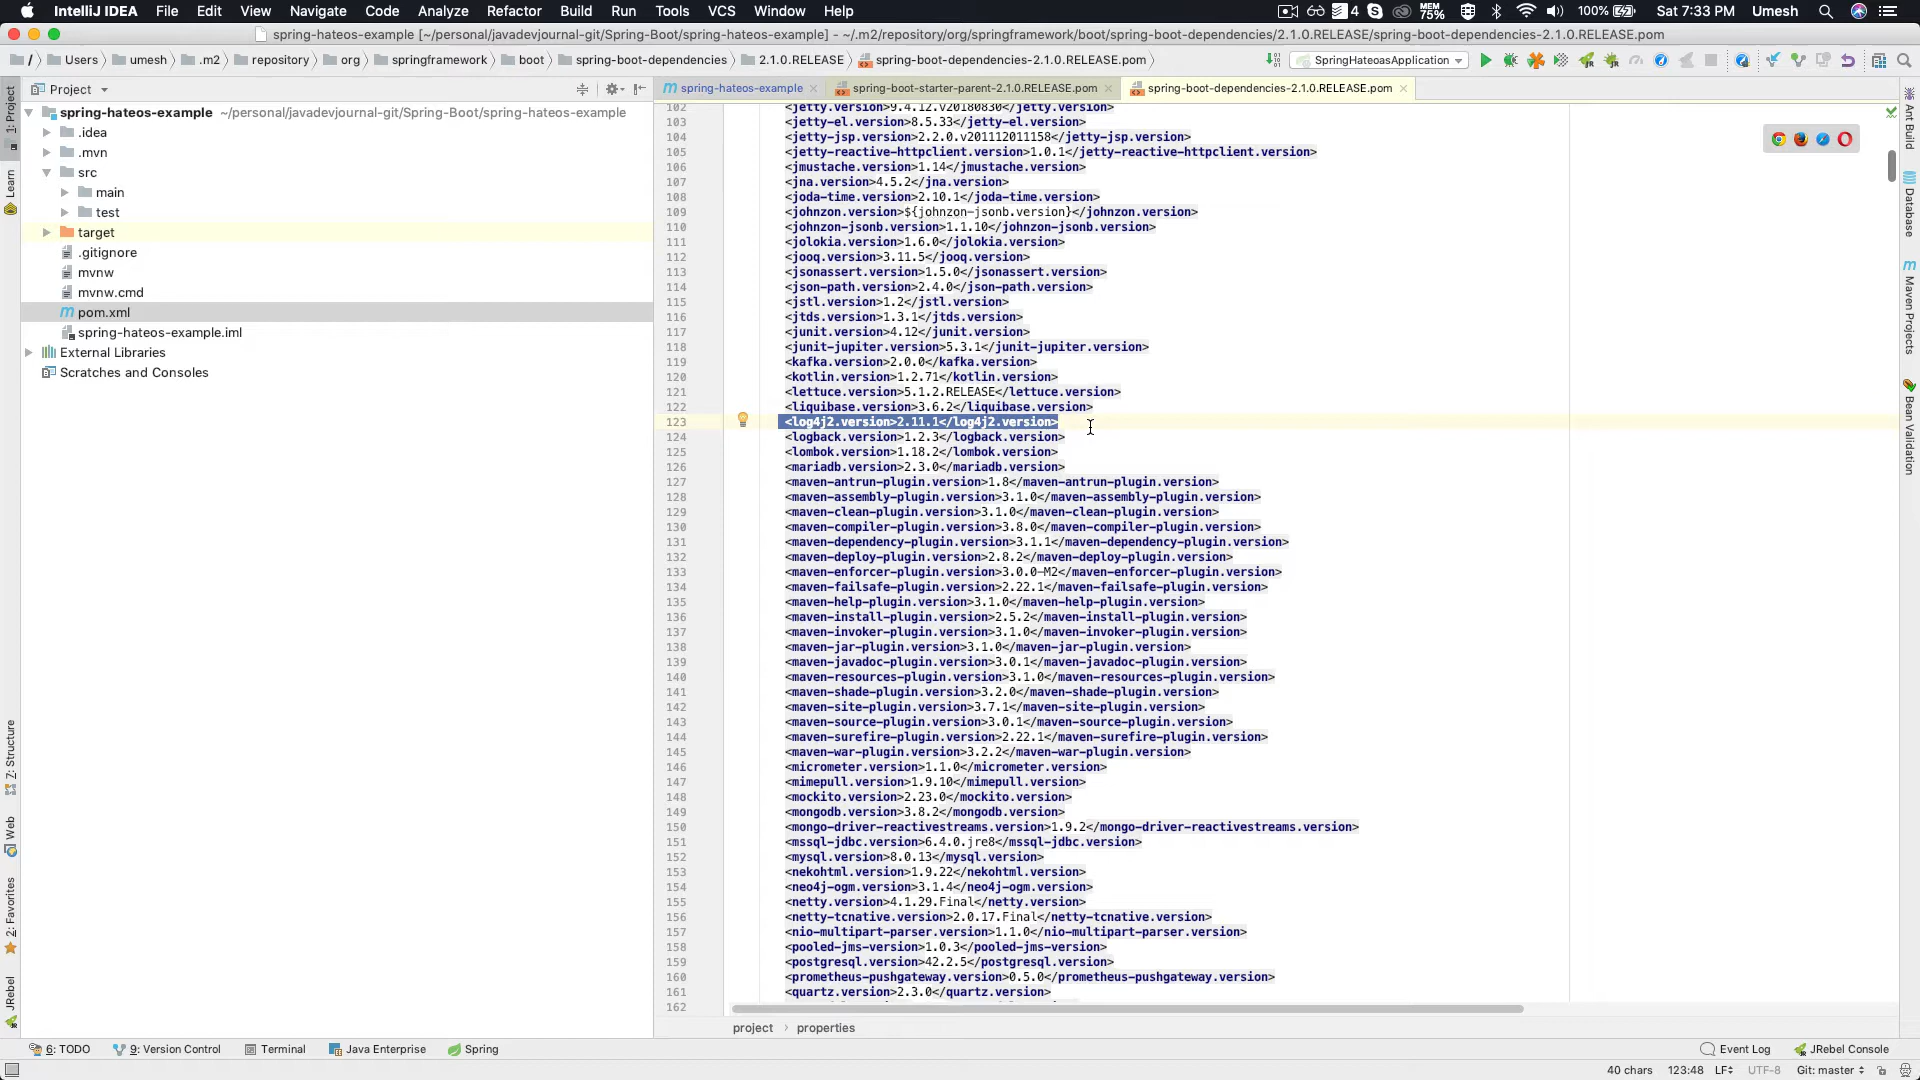 IntelliJ IDEA File Edit View Navigate Code Analyze Refactor Build Run Tools VCS Window Help 4 MEM 75% 100% Sat 7:33 PM Umesh
spring-hateos-example [~/personal/javadevjournal-git/Spring-Boot/spring-hateos-example] - ~/.m2/repository/org/springframework/boot/spring-boot-dependencies/2.1.0.RELEASE/spring-boot-dependencies-2.1.0.RELEASE.pom
/ Users umesh .m2 repository org springframework boot spring-boot-dependencies 2.1.0.RELEASE spring-boot-dependencies-2.1.0.RELEASE.pom SpringHateoasApplication
Project
spring-hateos-example
spring-boot-starter-parent-2.1.0.RELEASE.pom
spring-boot-dependencies-2.1.0.RELEASE.pom
spring-hateos-example ~/personal/javadevjournal-git/Spring-Boot/spring-hateos-example
.idea
.mvn
src
main
test
target
.gitignore
mvnw
mvnw.cmd
pom.xml
spring-hateos-example.iml
External Libraries
Scratches and Consoles
1: Project
Learn
7: Structure
Web
2: Favorites
JRebel
102 <jetty.version>9.4.12.v20180830</jetty.version>
103 <jetty-el.version>8.5.33</jetty-el.version>
104 <jetty-jsp.version>2.2.0.v201112011158</jetty-jsp.version>
105 <jetty-reactive-httpclient.version>1.0.1</jetty-reactive-httpclient.version>
106 <jmustache.version>1.14</jmustache.version>
107 <jna.version>4.5.2</jna.version>
108 <joda-time.version>2.10.1</joda-time.version>
109 <johnzon.version>${johnzon-jsonb.version}</johnzon.version>
110 <johnzon-jsonb.version>1.1.10</johnzon-jsonb.version>
111 <jolokia.version>1.6.0</jolokia.version>
112 <jooq.version>3.11.5</jooq.version>
113 <jsonassert.version>1.5.0</jsonassert.version>
114 <json-path.version>2.4.0</json-path.version>
115 <jstl.version>1.2</jstl.version>
116 <jtds.version>1.3.1</jtds.version>
117 <junit.version>4.12</junit.version>
118 <junit-jupiter.version>5.3.1</junit-jupiter.version>
119 <kafka.version>2.0.0</kafka.version>
120 <kotlin.version>1.2.71</kotlin.version>
121 <lettuce.version>5.1.2.RELEASE</lettuce.version>
122 <liquibase.version>3.6.2</liquibase.version>
123 <log4j2.version>2.11.1</log4j2.version>
124 <logback.version>1.2.3</logback.version>
125 <lombok.version>1.18.2</lombok.version>
126 <mariadb.version>2.3.0</mariadb.version>
127 <maven-antrun-plugin.version>1.8</maven-antrun-plugin.version>
128 <maven-assembly-plugin.version>3.1.0</maven-assembly-plugin.version>
129 <maven-clean-plugin.version>3.1.0</maven-clean-plugin.version>
130 <maven-compiler-plugin.version>3.8.0</maven-compiler-plugin.version>
131 <maven-dependency-plugin.version>3.1.1</maven-dependency-plugin.version>
132 <maven-deploy-plugin.version>2.8.2</maven-deploy-plugin.version>
133 <maven-enforcer-plugin.version>3.0.0-M2</maven-enforcer-plugin.version>
134 <maven-failsafe-plugin.version>2.22.1</maven-failsafe-plugin.version>
135 <maven-help-plugin.version>3.1.0</maven-help-plugin.version>
136 <maven-install-plugin.version>2.5.2</maven-install-plugin.version>
137 <maven-invoker-plugin.version>3.1.0</maven-invoker-plugin.version>
138 <maven-jar-plugin.version>3.1.0</maven-jar-plugin.version>
139 <maven-javadoc-plugin.version>3.0.1</maven-javadoc-plugin.version>
140 <maven-resources-plugin.version>3.1.0</maven-resources-plugin.version>
141 <maven-shade-plugin.version>3.2.0</maven-shade-plugin.version>
142 <maven-site-plugin.version>3.7.1</maven-site-plugin.version>
143 <maven-source-plugin.version>3.0.1</maven-source-plugin.version>
144 <maven-surefire-plugin.version>2.22.1</maven-surefire-plugin.version>
145 <maven-war-plugin.version>3.2.2</maven-war-plugin.version>
146 <micrometer.version>1.1.0</micrometer.version>
147 <mimepull.version>1.9.10</mimepull.version>
148 <mockito.version>2.23.0</mockito.version>
149 <mongodb.version>3.8.2</mongodb.version>
150 <mongo-driver-reactivestreams.version>1.9.2</mongo-driver-reactivestreams.version>
151 <mssql-jdbc.version>6.4.0.jre8</mssql-jdbc.version>
152 <mysql.version>8.0.13</mysql.version>
153 <nekohtml.version>1.9.22</nekohtml.version>
154 <neo4j-ogm.version>3.1.4</neo4j-ogm.version>
155 <netty.version>4.1.29.Final</netty.version>
156 <netty-tcnative.version>2.0.17.Final</netty-tcnative.version>
157 <nio-multipart-parser.version>1.1.0</nio-multipart-parser.version>
158 <pooled-jms-version>1.0.3</pooled-jms-version>
159 <postgresql.version>42.2.5</postgresql.version>
160 <prometheus-pushgateway.version>0.5.0</prometheus-pushgateway.version>
161 <quartz.version>2.3.0</quartz.version>
162
project › properties
Ant Build
Database
Maven Projects
Bean Validation
6: TODO 9: Version Control Terminal Java Enterprise Spring Event Log JRebel Console
40 chars 123:48 LF UTF-8 Git: master